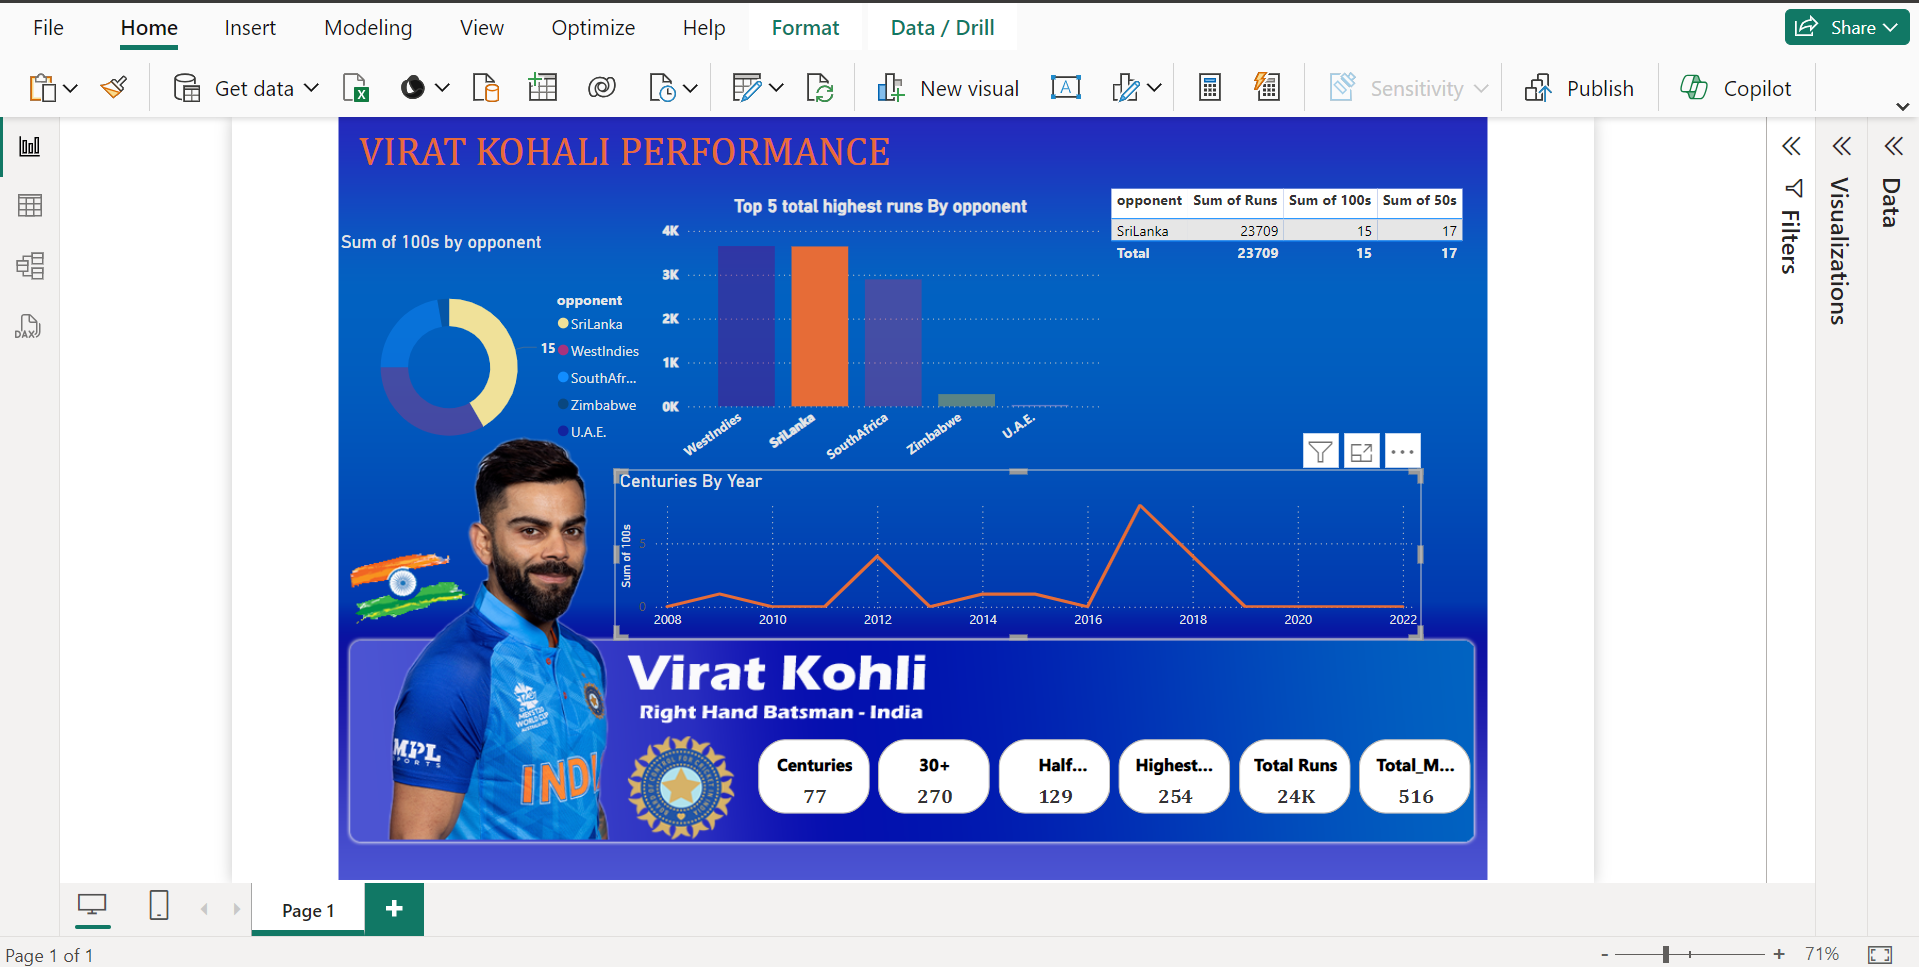 File Home Insert Modeling View Optimize Help Format Data / Drill Share
Get data New visual A Sensitivity Publish Copilot
DAX
VIRAT KOHALI PERFORMANCE
Sum of 100s by opponent
15
opponent
SriLanka
WestIndies
SouthAfr...
Zimbabwe
U.A.E.
Top 5 total highest runs By opponent
4K
3K
2K
1K
0K
WestIndies SriLanka SouthAfrica Zimbabwe U.A.E.
opponent Sum of Runs Sum of 100s Sum of 50s
SriLanka 23709 15 17
Total 23709 15 17
Centuries By Year
Sum of 100s
5
0
2008 2010 2012 2014 2016 2018 2020 2022
Virat Kohli
Right Hand Batsman - India
MEN'S T20
WORLD CUP
MPL
SPORTS
INDI
Centuries 30+ Half... Highest... Total Runs Total_M...
77 270 129 254 24K 516
Filters
Visualizations
Data
Page 1
+
Page 1 of 1
- + 71%